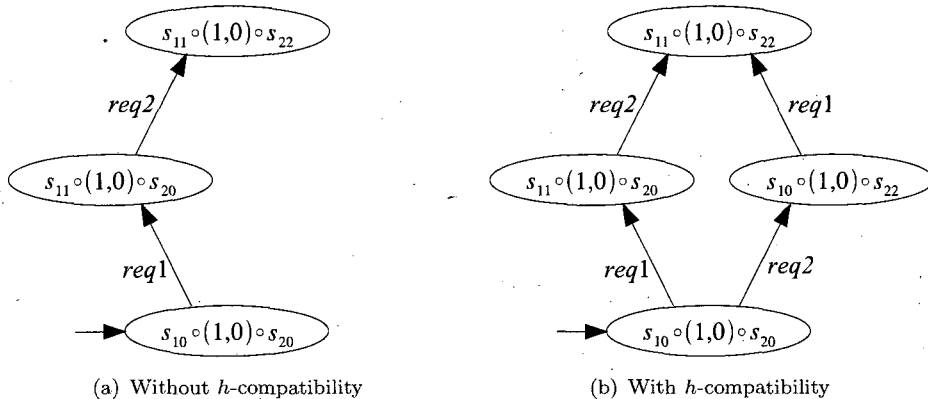 s₁₁∘(1,0)∘s₂₂
req2
s₁₁∘(1,0)∘s₂₀
req1
s₁₀∘(1,0)∘s₂₀
(a) Without h-compatibility
s₁₁∘(1,0)∘s₂₂
req2
req1
s₁₁∘(1,0)∘s₂₀
s₁₀∘(1,0)∘s₂₂
req1
req2
s₁₀∘(1,0)∘s₂₀
(b) With h-compatibility